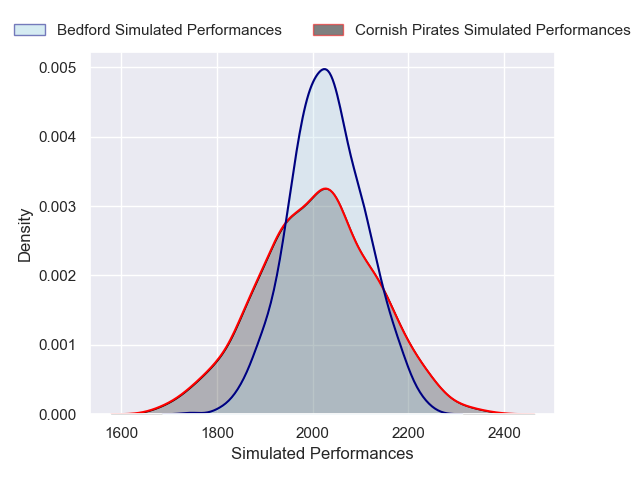 Bedford Simulated Performances
Cornish Pirates Simulated Performances
0.005
0.004
0.003
0.002
0.001
0.000
Density
1600 1800 2000 2200 2400
Simulated Performances